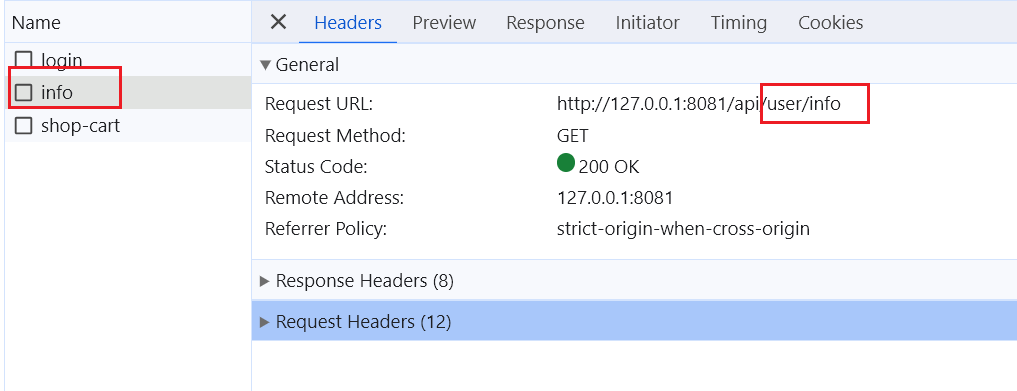 Name
login
info
shop-cart
Headers Preview Response Initiator Timing Cookies
General
Request URL: http://127.0.0.1:8081/api/user/info
Request Method: GET
Status Code: 200 OK
Remote Address: 127.0.0.1:8081
Referrer Policy: strict-origin-when-cross-origin
Response Headers (8)
Request Headers (12)